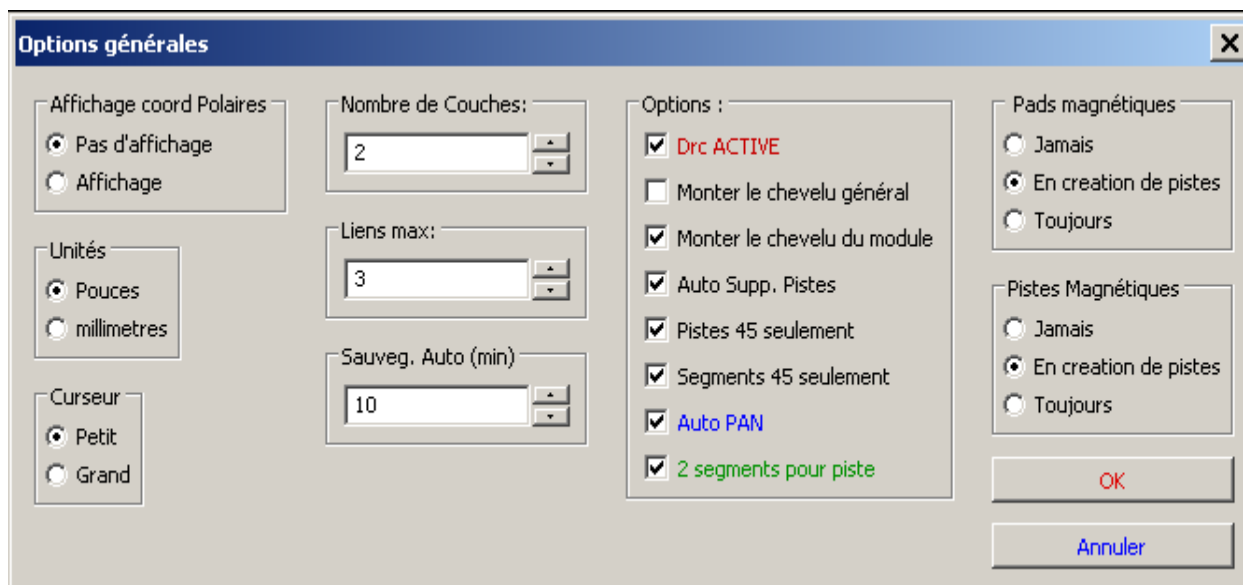 Options générales
Affichage coord Polaires
Pas d'affichage
Affichage
Unités
Pouces
millimetres
Curseur
Petit
Grand
Nombre de Couches:
2
Liens max:
3
Sauveg. Auto (min)
10
Options :
Drc ACTIVE
Monter le chevelu général
Monter le chevelu du module
Auto Supp. Pistes
Pistes 45 seulement
Segments 45 seulement
Auto PAN
2 segments pour piste
Pads magnétiques
Jamais
En creation de pistes
Toujours
Pistes Magnétiques
Jamais
En creation de pistes
Toujours
OK
Annuler